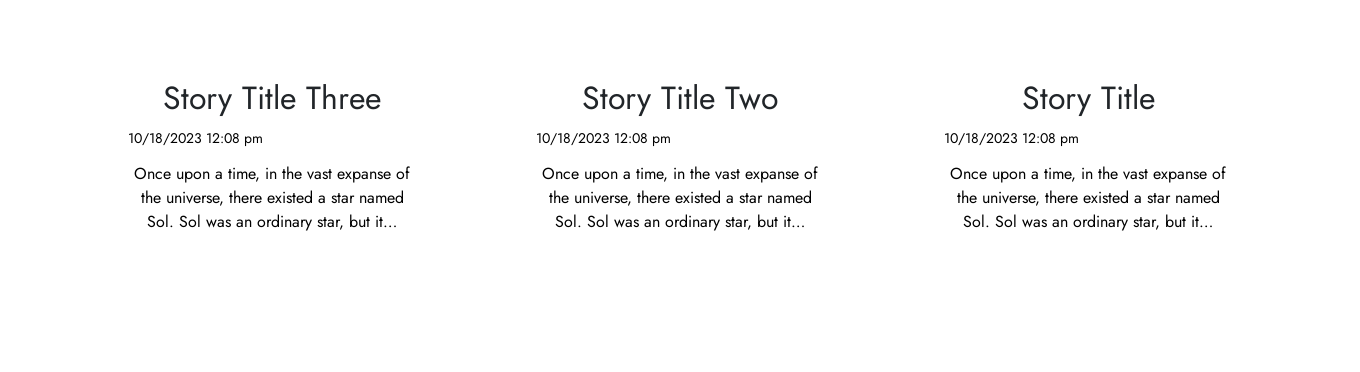 Story Title Three
10/18/2023 12:08 pm
Once upon a time, in the vast expanse of
the universe, there existed a star named
Sol. Sol was an ordinary star, but it...
Story Title Two
10/18/2023 12:08 pm
Once upon a time, in the vast expanse of
the universe, there existed a star named
Sol. Sol was an ordinary star, but it...
Story Title
10/18/2023 12:08 pm
Once upon a time, in the vast expanse of
the universe, there existed a star named
Sol. Sol was an ordinary star, but it...